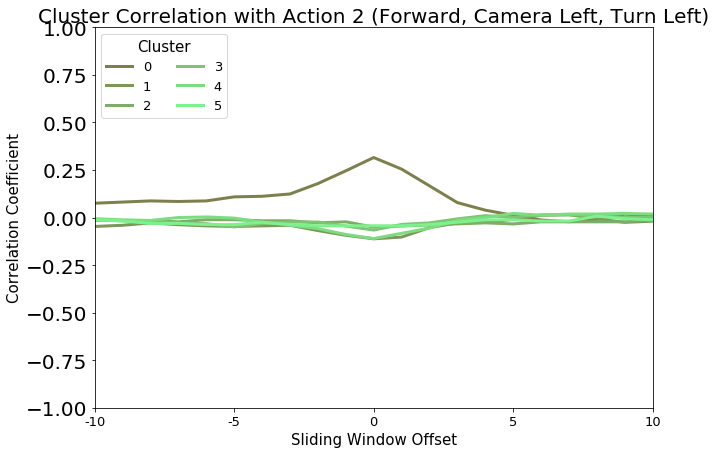 Cluster Correlation with Action 2 (Forward, Camera Left, Turn Left)
1.00
0.75
0.50
0.25
0.00
−0.25
−0.50
−0.75
−1.00
Correlation Coefficient
Cluster
0 3
1 4
2 5
-10 -5 0 5 10
Sliding Window Offset